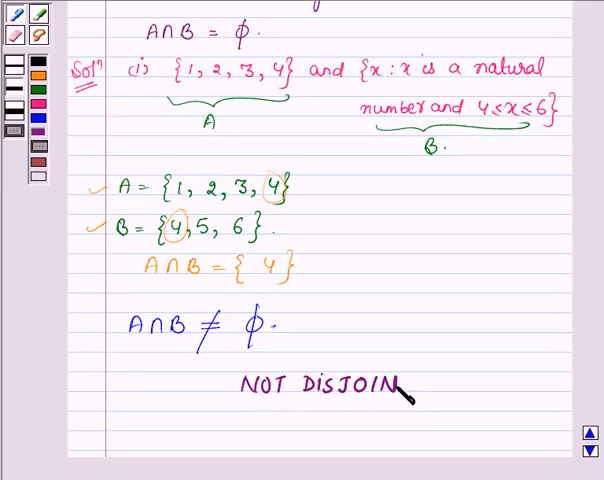 A∩B = ϕ.
Solⁿ (i) {1, 2, 3, 4} and {x : x is a natural
number and 4≤x≤6}
A
B.
A = {1, 2, 3, 4}
B = {4, 5, 6}.
A∩B = { 4 }
A∩B ≠ ϕ.
NOT DISJOIN